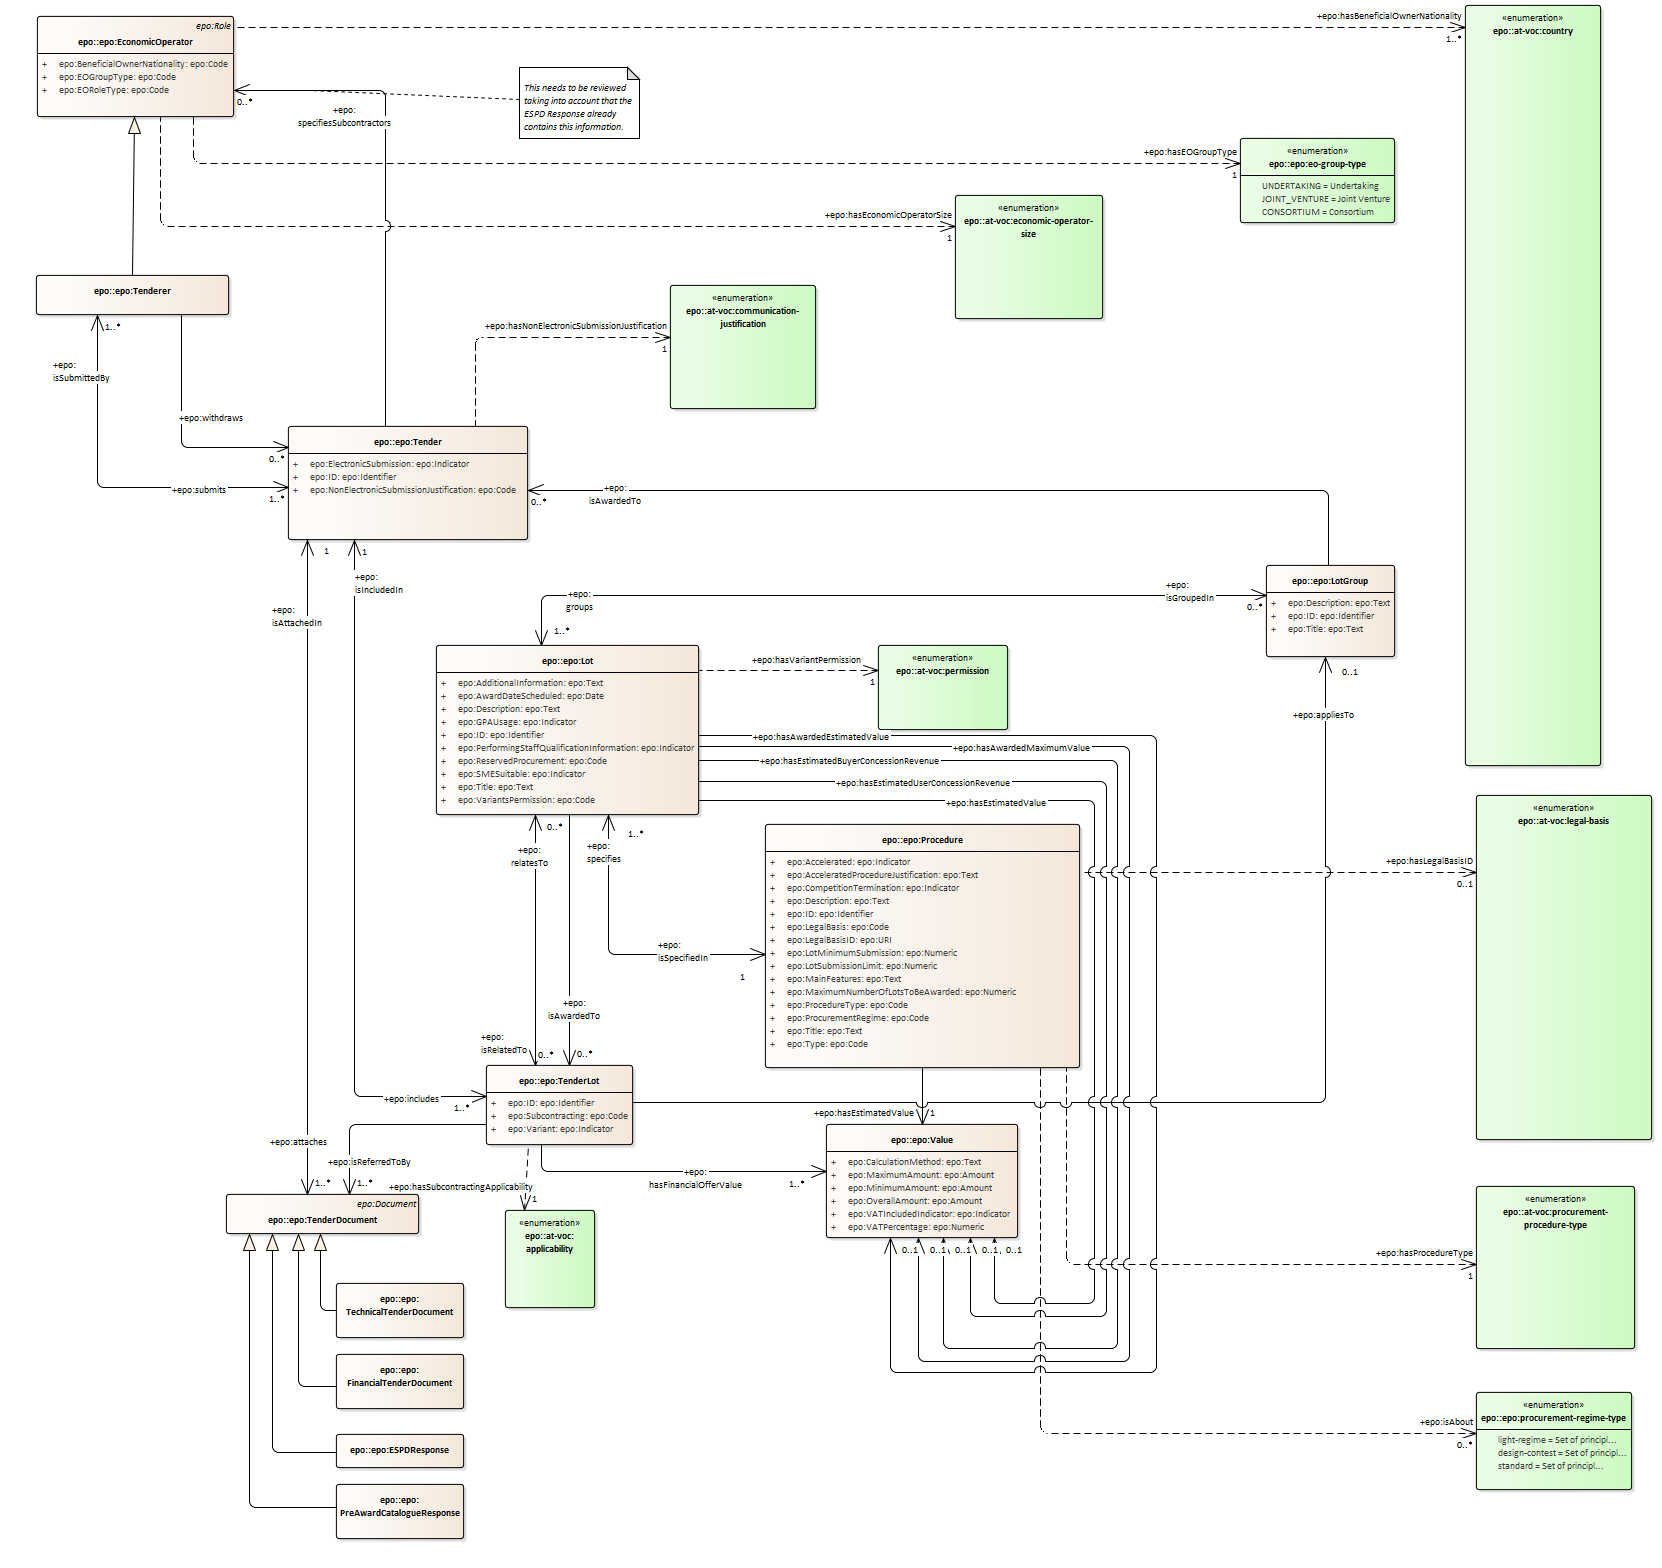 epo:Role
epo::epo:EconomicOperator
+ epo:BeneficialOwnerNationality: epo:Code
+ epo:EOGroupType: epo:Code
+ epo:EORoleType: epo:Code
+epo:hasBeneficialOwnerNationality
1..*
«enumeration»
epo::at-voc:country
0..*
+epo:
specifiesSubcontractors
This needs to be reviewed
taking into account that the
ESPD Response already
contains this information.
+epo:hasEOGroupType
1
«enumeration»
epo::epo:eo-group-type
UNDERTAKING = Undertaking
JOINT_VENTURE = Joint Venture
CONSORTIUM = Consortium
+epo:hasEconomicOperatorSize
1
«enumeration»
epo::at-voc:economic-operator-
size
epo::epo:Tenderer
1..*
+epo:
isSubmittedBy
+epo:hasNonElectronicSubmissionJustification
1
«enumeration»
epo::at-voc:communication-
justification
+epo:withdraws
0..*
+epo:submits
1..*
epo::epo:Tender
+ epo:ElectronicSubmission: epo:Indicator
+ epo:ID: epo:Identifier
+ epo:NonElectronicSubmissionJustification: epo:Code
0..*
+epo:
isAwardedTo
1
1
+epo:
isIncludedIn
+epo:
isAttachedIn
+epo:
groups
1..*
+epo:
isGroupedIn
0..*
epo::epo:LotGroup
+ epo:Description: epo:Text
+ epo:ID: epo:Identifier
+ epo:Title: epo:Text
0..1
+epo:appliesTo
epo::epo:Lot
+ epo:AdditionalInformation: epo:Text
+ epo:AwardDateScheduled: epo:Date
+ epo:Description: epo:Text
+ epo:GPAUsage: epo:Indicator
+ epo:ID: epo:Identifier
+ epo:PerformingStaffQualificationInformation: epo:Indicator
+ epo:ReservedProcurement: epo:Code
+ epo:SMESuitable: epo:Indicator
+ epo:Title: epo:Text
+ epo:VariantsPermission: epo:Code
+epo:hasVariantPermission
1
«enumeration»
epo::at-voc:permission
+epo:hasAwardedEstimatedValue
+epo:hasAwardedMaximumValue
+epo:hasEstimatedBuyerConcessionRevenue
+epo:hasEstimatedUserConcessionRevenue
+epo:hasEstimatedValue
«enumeration»
epo::at-voc:legal-basis
+epo:hasLegalBasisID
0..1
0..*
+epo:
relatesTo
1..*
+epo:
specifies
epo::epo:Procedure
+ epo:Accelerated: epo:Indicator
+ epo:AcceleratedProcedureJustification: epo:Text
+ epo:CompetitionTermination: epo:Indicator
+ epo:Description: epo:Text
+ epo:ID: epo:Identifier
+ epo:LegalBasis: epo:Code
+ epo:LegalBasisID: epo:URI
+ epo:LotMinimumSubmission: epo:Numeric
+ epo:LotSubmissionLimit: epo:Numeric
+ epo:MainFeatures: epo:Text
+ epo:MaximumNumberOfLotsToBeAwarded: epo:Numeric
+ epo:ProcedureType: epo:Code
+ epo:ProcurementRegime: epo:Code
+ epo:Title: epo:Text
+ epo:Type: epo:Code
+epo:
isSpecifiedIn
1
+epo:
isAwardedTo
+epo:
isRelatedTo
0..*
0..*
epo::epo:TenderLot
+ epo:ID: epo:Identifier
+ epo:Subcontracting: epo:Code
+ epo:Variant: epo:Indicator
+epo:includes
1..*
+epo:hasEstimatedValue
1
epo::epo:Value
+ epo:CalculationMethod: epo:Text
+ epo:MaximumAmount: epo:Amount
+ epo:MinimumAmount: epo:Amount
+ epo:OverallAmount: epo:Amount
+ epo:VATIncludedIndicator: epo:Indicator
+ epo:VATPercentage: epo:Numeric
0..1
0..1
0..1
0..1
0..1
+epo:attaches
1..*
+epo:isReferredToBy
1..*
+epo:hasSubcontractingApplicability
1
+epo:
hasFinancialOfferValue
1..*
«enumeration»
epo::at-voc:
applicability
epo:Document
epo::epo:TenderDocument
epo::epo:
TechnicalTenderDocument
epo::epo:
FinancialTenderDocument
epo::epo:ESPDResponse
epo::epo:
PreAwardCatalogueResponse
«enumeration»
epo::at-voc:procurement-
procedure-type
+epo:hasProcedureType
1
«enumeration»
epo::epo:procurement-regime-type
light-regime = Set of principl...
design-contest = Set of principl...
standard = Set of principl...
+epo:isAbout
0..*